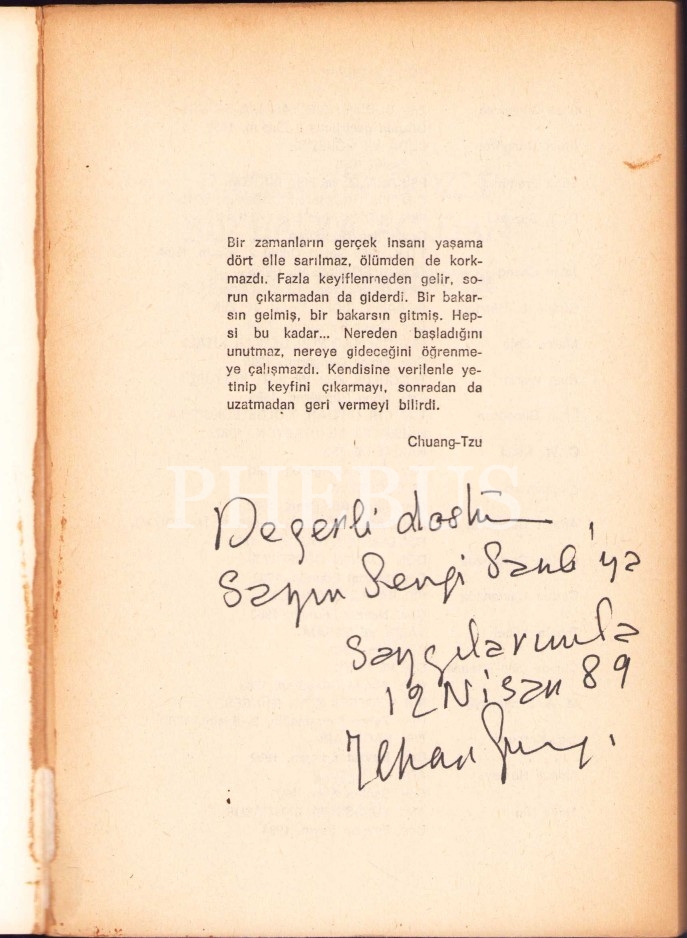 Bir zamanların gerçek insanı yaşama
dört elle sarılmaz, ölümden de kork-
mazdı. Fazla keyiflenmeden gelir, so-
run çıkarmadan da giderdi. Bir bakar-
sın gelmiş, bir bakarsın gitmiş. Hep-
si bu kadar... Nereden başladığını
unutmaz, nereye gideceğini öğrenme-
ye çalışmazdı. Kendisine verilenle ye-
tinip keyfini çıkarmayı, sonradan da
uzatmadan geri vermeyi bilirdi.
Chuang-Tzu
PHEBUS
Değerli dostum
Sayın Sevgi Sanlı'ya
Saygılarımla
12 Nisan 89